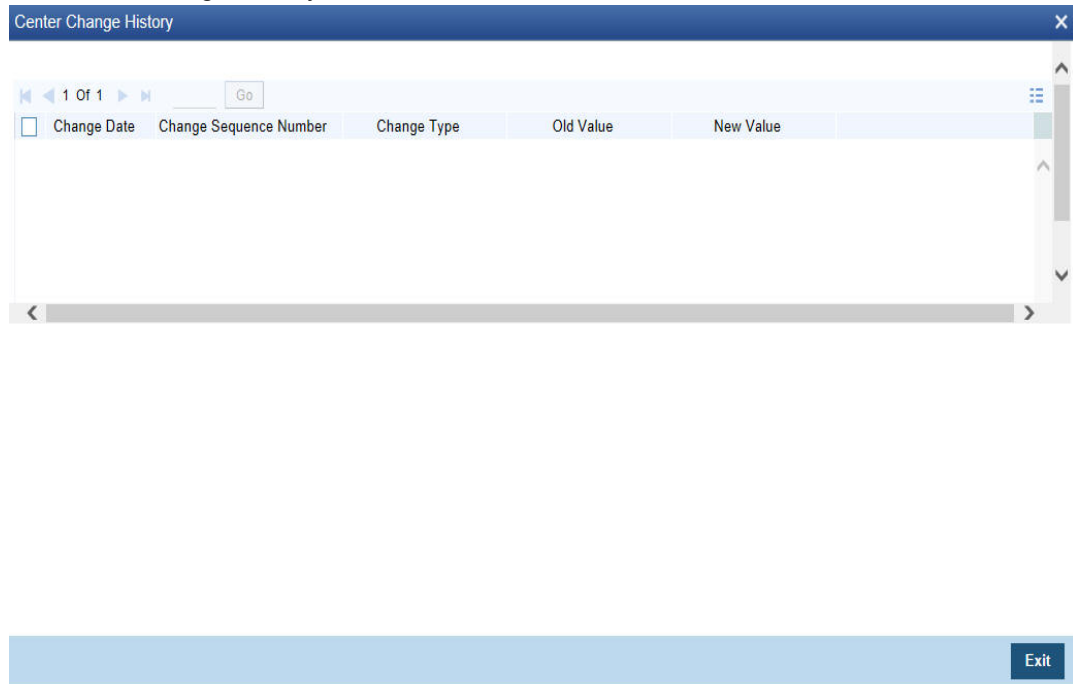 Center Change History
1 Of 1 Go
Change Date Change Sequence Number Change Type Old Value New Value
Exit